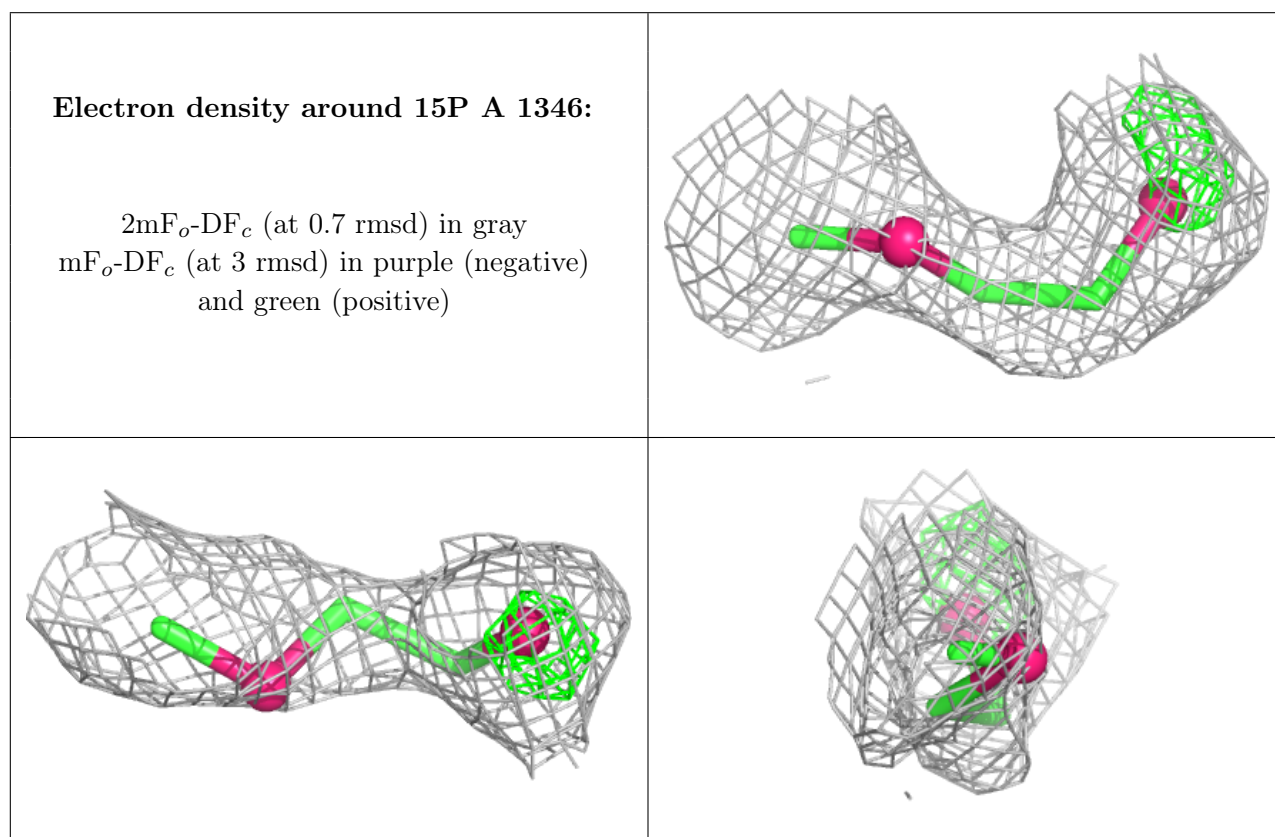 Electron density around 15P A 1346:
2mFo-DFc (at 0.7 rmsd) in gray
mFo-DFc (at 3 rmsd) in purple (negative)
and green (positive)